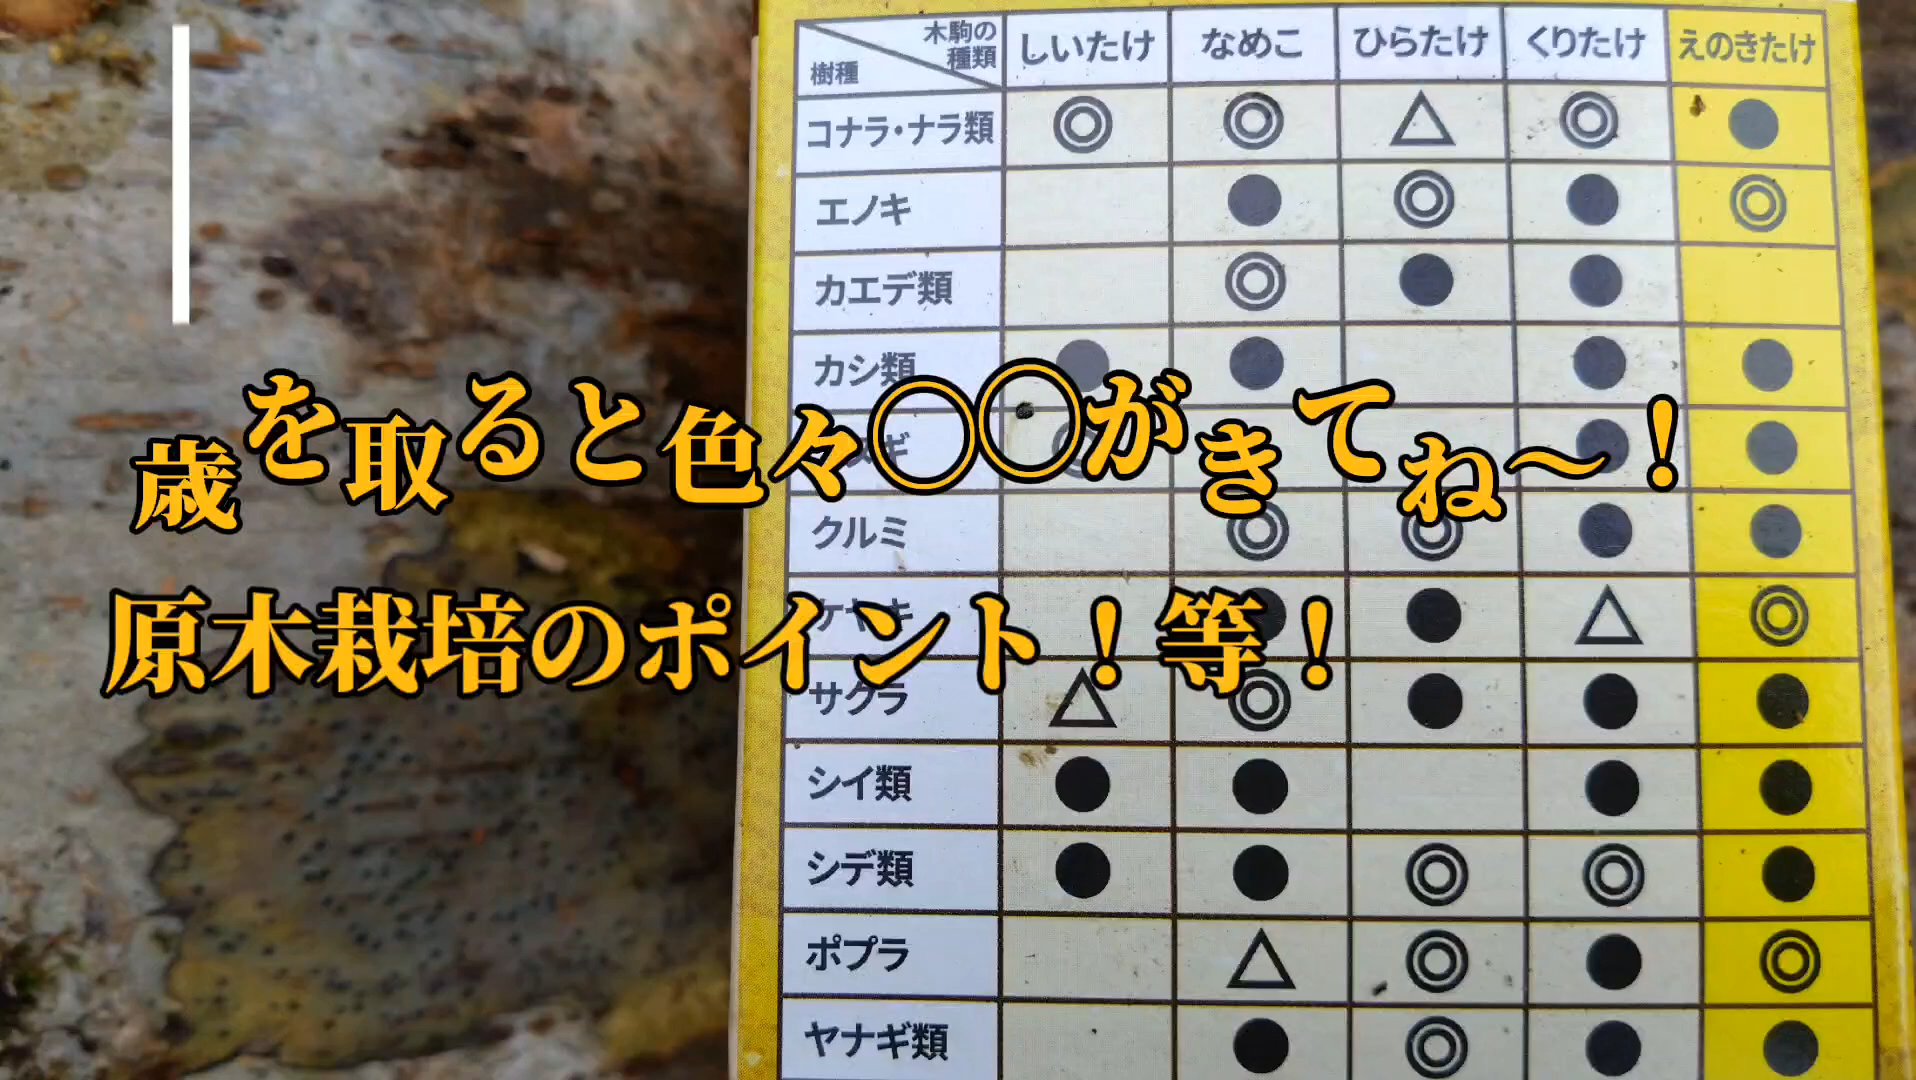 木駒の
種類
樹種
しいたけ なめこ ひらたけ くりたけ えのきたけ
コナラ・ナラ類 ◎ ◎ △ ◎ ●
エノキ ● ◎ ● ◎
カエデ類 ◎ ● ●
カシ類 ● ● ● ●
歳を取ると色々〇〇がきてね〜！
クルミ ◎ ◎ ● ●
ケヤキ ● ● △ ◎
原木栽培のポイント！等！
サクラ △ ◎ ● ● ●
シイ類 ● ● ● ●
シデ類 ● ● ◎ ◎ ●
ポプラ △ ◎ ● ◎
ヤナギ類 ● ◎ ● ●